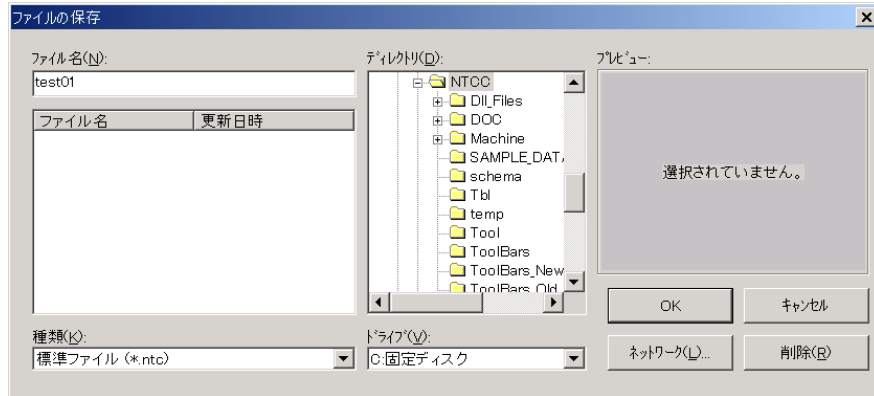 ファイルの保存
ファイル名(N):
test01
ファイル名 更新日時
種類(K):
標準ファイル (*.ntc)
ディレクトリ(D):
NTCC
Dll_Files
DOC
Machine
SAMPLE_DATA
schema
Tbl
temp
Tool
ToolBars
ToolBars_New
ToolBars_Old
ドライブ(V):
C:固定ディスク
プレビュー:
選択されていません。
OK
キャンセル
ネットワーク(L)...
削除(R)